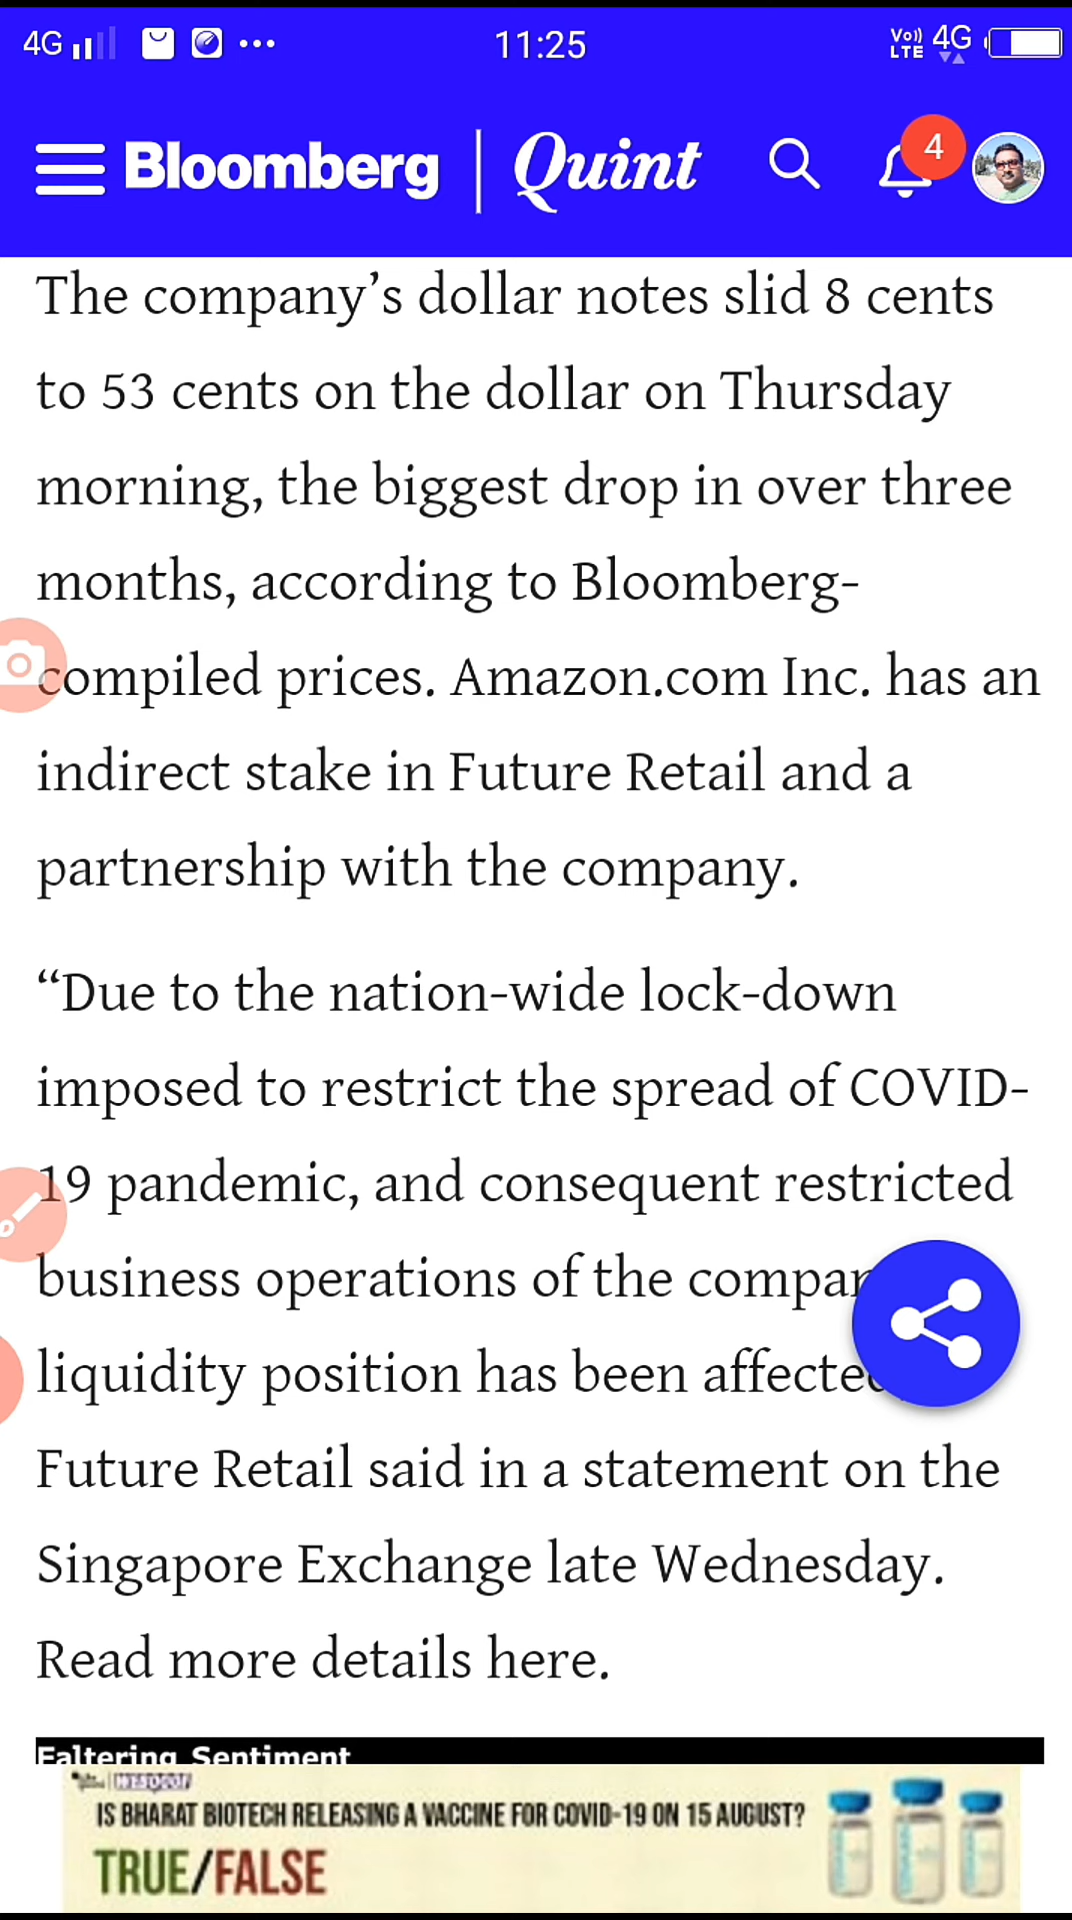 4G 11:25 Vo)) LTE 4G
Bloomberg | Quint 4
The company’s dollar notes slid 8 cents
to 53 cents on the dollar on Thursday
morning, the biggest drop in over three
months, according to Bloomberg-
compiled prices. Amazon.com Inc. has an
indirect stake in Future Retail and a
partnership with the company.
“Due to the nation-wide lock-down
imposed to restrict the spread of COVID-
19 pandemic, and consequent restricted
business operations of the
liquidity position has been
Future Retail said in a statement on the
Singapore Exchange late Wednesday.
Read more details here.
Faltering Sentiment
IS BHARAT BIOTECH RELEASING A VACCINE FOR COVID-19 ON 15 AUGUST?
TRUE/FALSE